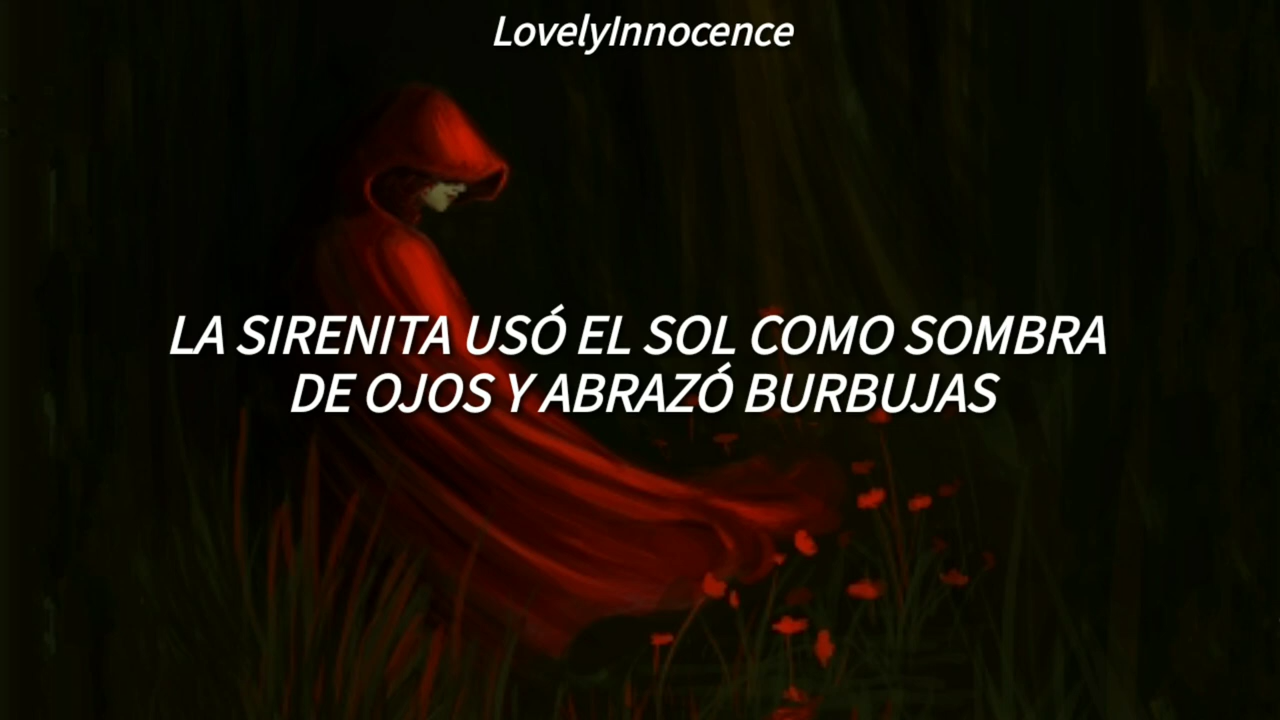 LovelyInnocence
LA SIRENITA USÓ EL SOL COMO SOMBRA
DE OJOS Y ABRAZÓ BURBUJAS